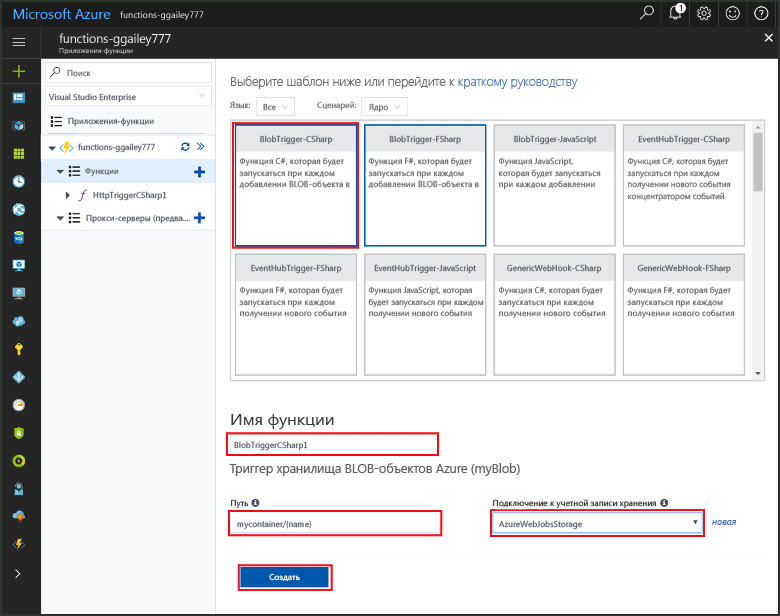 Microsoft Azure functions-ggailey777
1
functions-ggailey777
Приложения-функции
Поиск
Visual Studio Enterprise
Приложения-функции
functions-ggailey777
Функции
HttpTriggerCSharp1
Прокси-серверы (предва....
Выберите шаблон ниже или перейдите к краткому руководству
Язык: Все Сценарий: Ядро
BlobTrigger-CSharp
Функция C#, которая будет
запускаться при каждом
добавлении BLOB-объекта в
BlobTrigger-FSharp
Функция F#, которая будет
запускаться при каждом
добавлении BLOB-объекта в
BlobTrigger-JavaScript
Функция JavaScript,
которая будет запускаться
при каждом добавлении
EventHubTrigger-CSharp
Функция C#, которая будет
запускаться при каждом
получении нового события
концентратором событий
EventHubTrigger-FSharp
Функция F#, которая будет
запускаться при каждом
получении нового события
EventHubTrigger-JavaScript
Функция JavaScript, которая
будет запускаться при каждом
получении нового события
GenericWebHook-CSharp
Функция C#, которая будет
запускаться при каждом
получении нового события
GenericWebHook-FSharp
Функция F#, которая будет
запускаться при каждом
получении нового события
Имя функции
BlobTriggerCSharp1
Триггер хранилища BLOB-объектов Azure (myBlob)
Путь
mycontainer/{name}
Подключение к учетной записи хранения
AzureWebJobsStorage новая
Создать